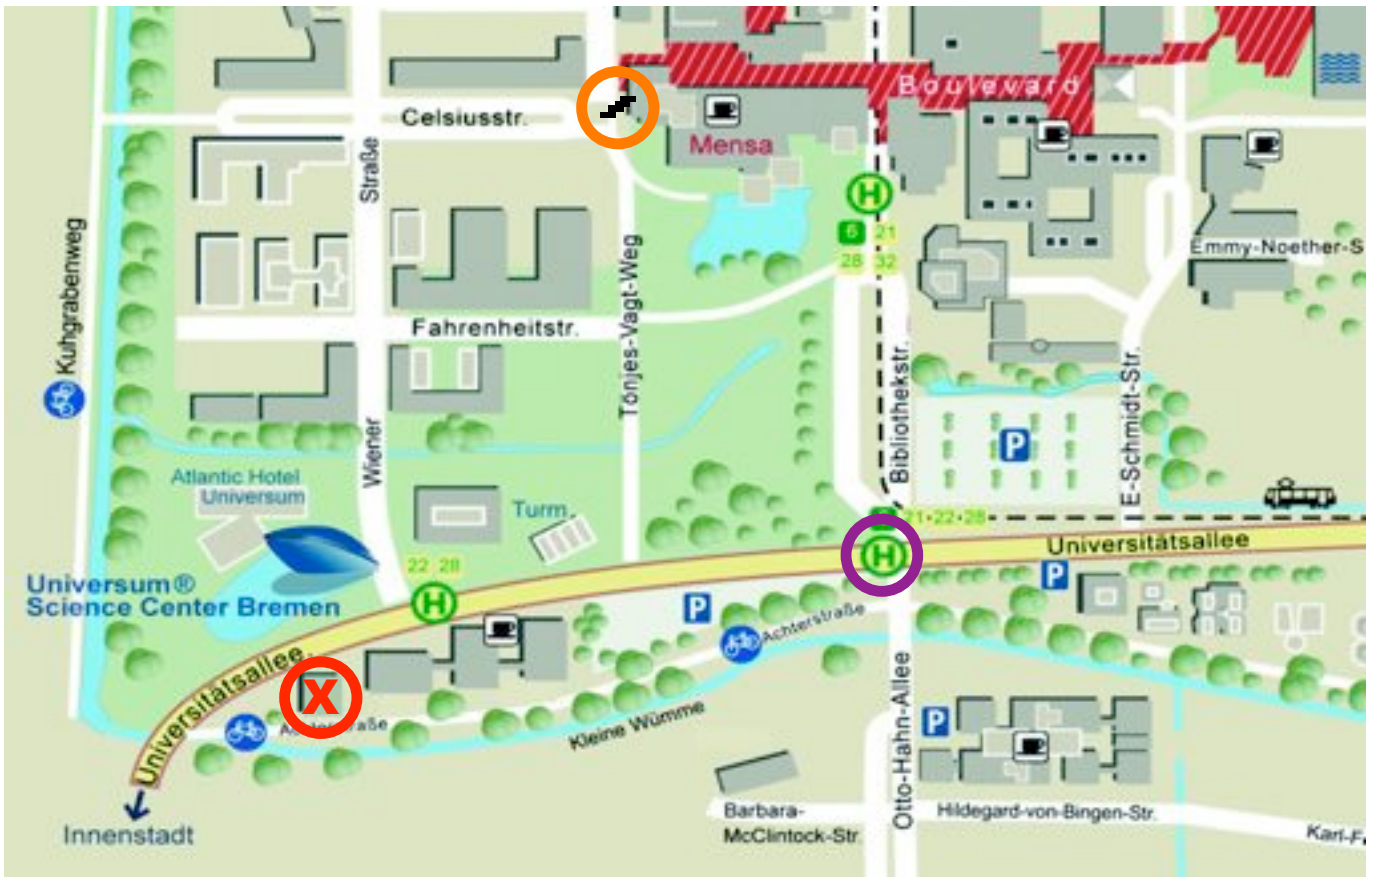 Boulevard
Celsiusstr.
Mensa
Straße
H
6 21
28 32
Emmy-Noether-S
Kuhgrabenweg
Tönjes-Vagt-Weg
Fahrenheitstr.
Bibliothekstr.
E-Schmidt-Str.
P
Wiener
Atlantic Hotel
Universum
Turm
21•22•28
H
Universitätsallee
22 28
H
Universum®
Science Center Bremen
P
P
Achterstraße
Universitätsallee
X
Kleine Wümme
Otto-Hahn-Allee
P
Innenstadt
Barbara-
McClintock-Str.
Hildegard-von-Bingen-Str.
Karl-F